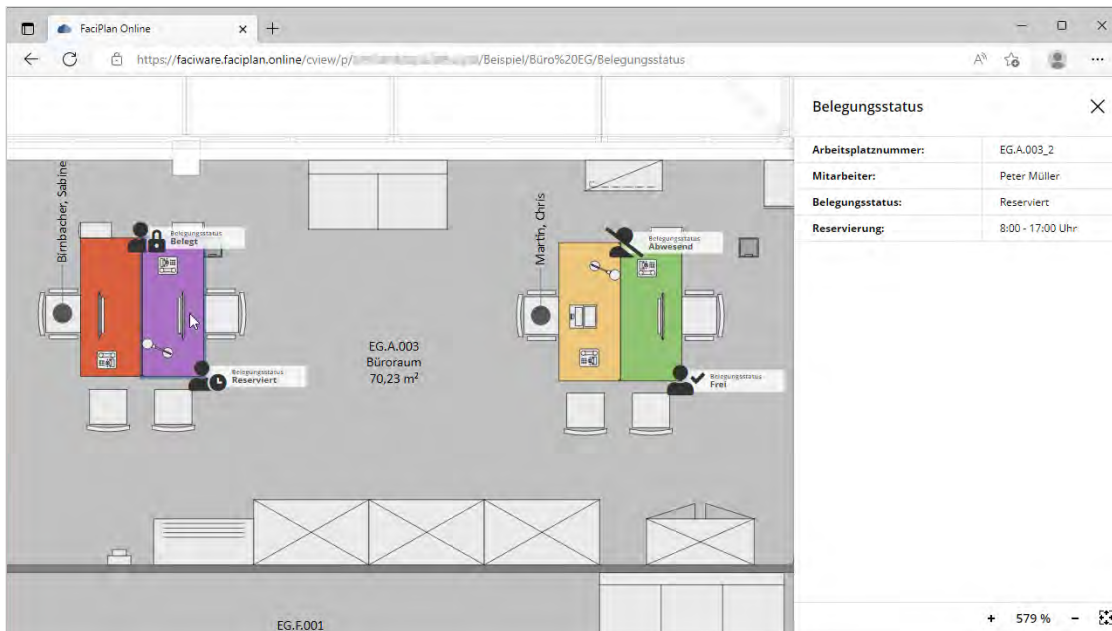 FaciPlan Online
https://faciware.faciplan.online/cview/p/ /Beispiel/Büro%20EG/Belegungsstatus
Belegungsstatus
Arbeitsplatznummer: EG.A.003_2
Mitarbeiter: Peter Müller
Belegungsstatus: Reserviert
Reservierung: 8:00 - 17:00 Uhr
Birnbacher, Sabine
Belegungsstatus
Belegt
Belegungsstatus
Reserviert
EG.A.003
Büroraum
70,23 m²
Martin, Chris
Belegungsstatus
Abwesend
Belegungsstatus
Frei
EG.F.001
+ 579 % -